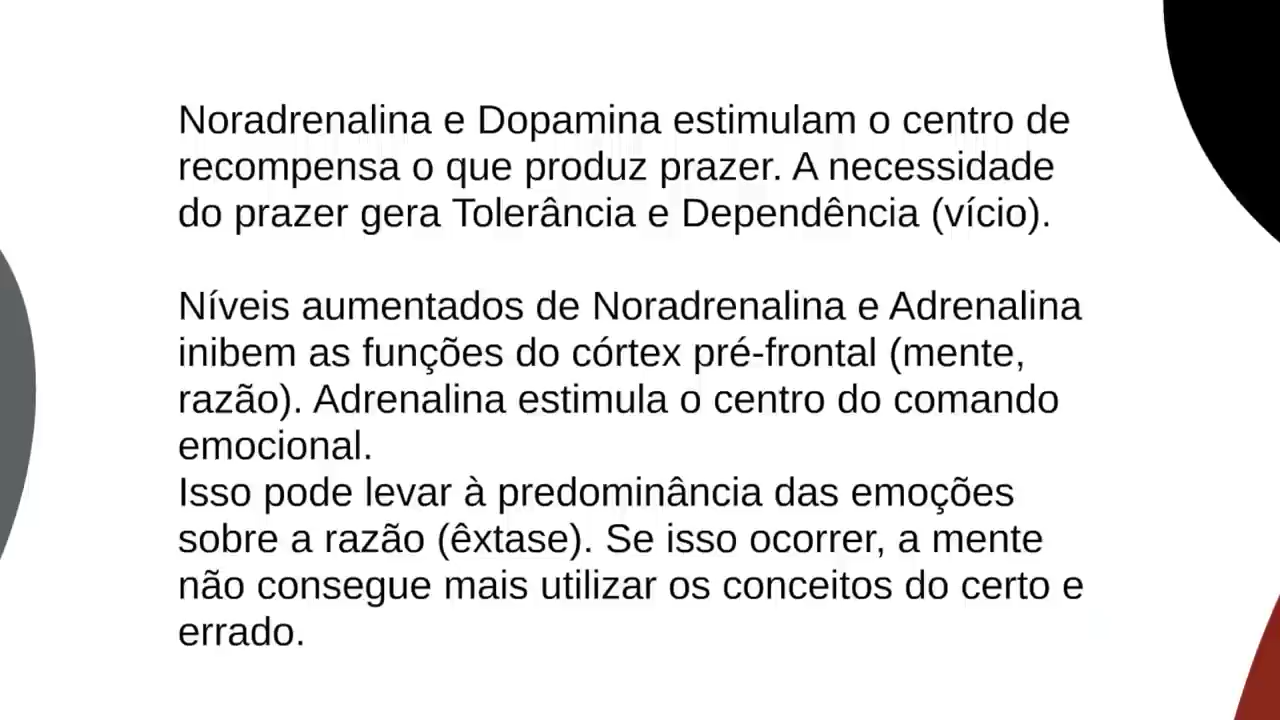 Noradrenalina e Dopamina estimulam o centro de
recompensa o que produz prazer. A necessidade
do prazer gera Tolerância e Dependência (vício).
Níveis aumentados de Noradrenalina e Adrenalina
inibem as funções do córtex pré-frontal (mente,
razão). Adrenalina estimula o centro do comando
emocional.
Isso pode levar à predominância das emoções
sobre a razão (êxtase). Se isso ocorrer, a mente
não consegue mais utilizar os conceitos do certo e
errado.